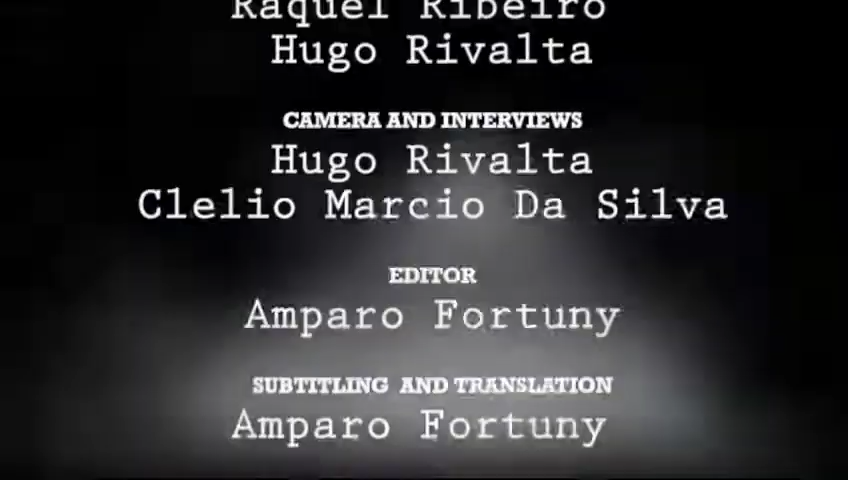 Raquel Ribeiro
Hugo Rivalta
CAMERA AND INTERVIEWS
Hugo Rivalta
Clelio Marcio Da Silva
EDITOR
Amparo Fortuny
SUBTITLING AND TRANSLATION
Amparo Fortuny